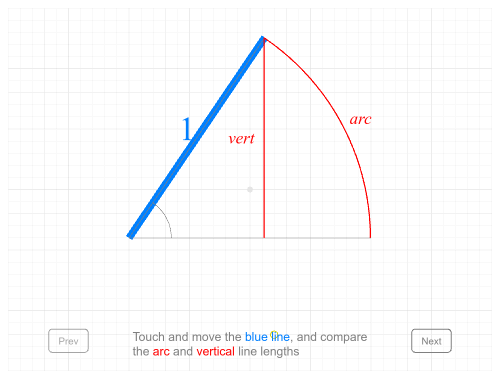 1
vert
arc
Prev
Touch and move the blue line, and compare
the arc and vertical line lengths
Next